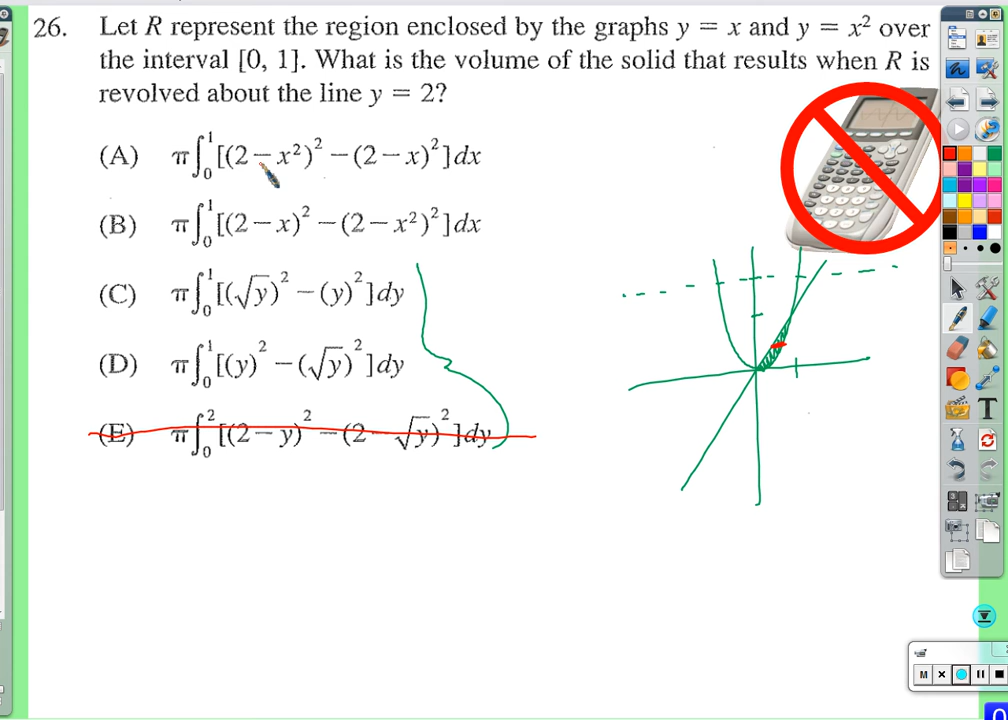 26. Let R represent the region enclosed by the graphs y = x and y = x² over
the interval [0, 1]. What is the volume of the solid that results when R is
revolved about the line y = 2?
(A) π∫₀¹[(2 − x²)² − (2 − x)²]dx
(B) π∫₀¹[(2 − x)² − (2 − x²)²]dx
(C) π∫₀¹[(√y)² − (y)²]dy
(D) π∫₀¹[(y)² − (√y)²]dy
(E) π∫₀²[(2 − y)² − (2 − √y)²]dy
T
M